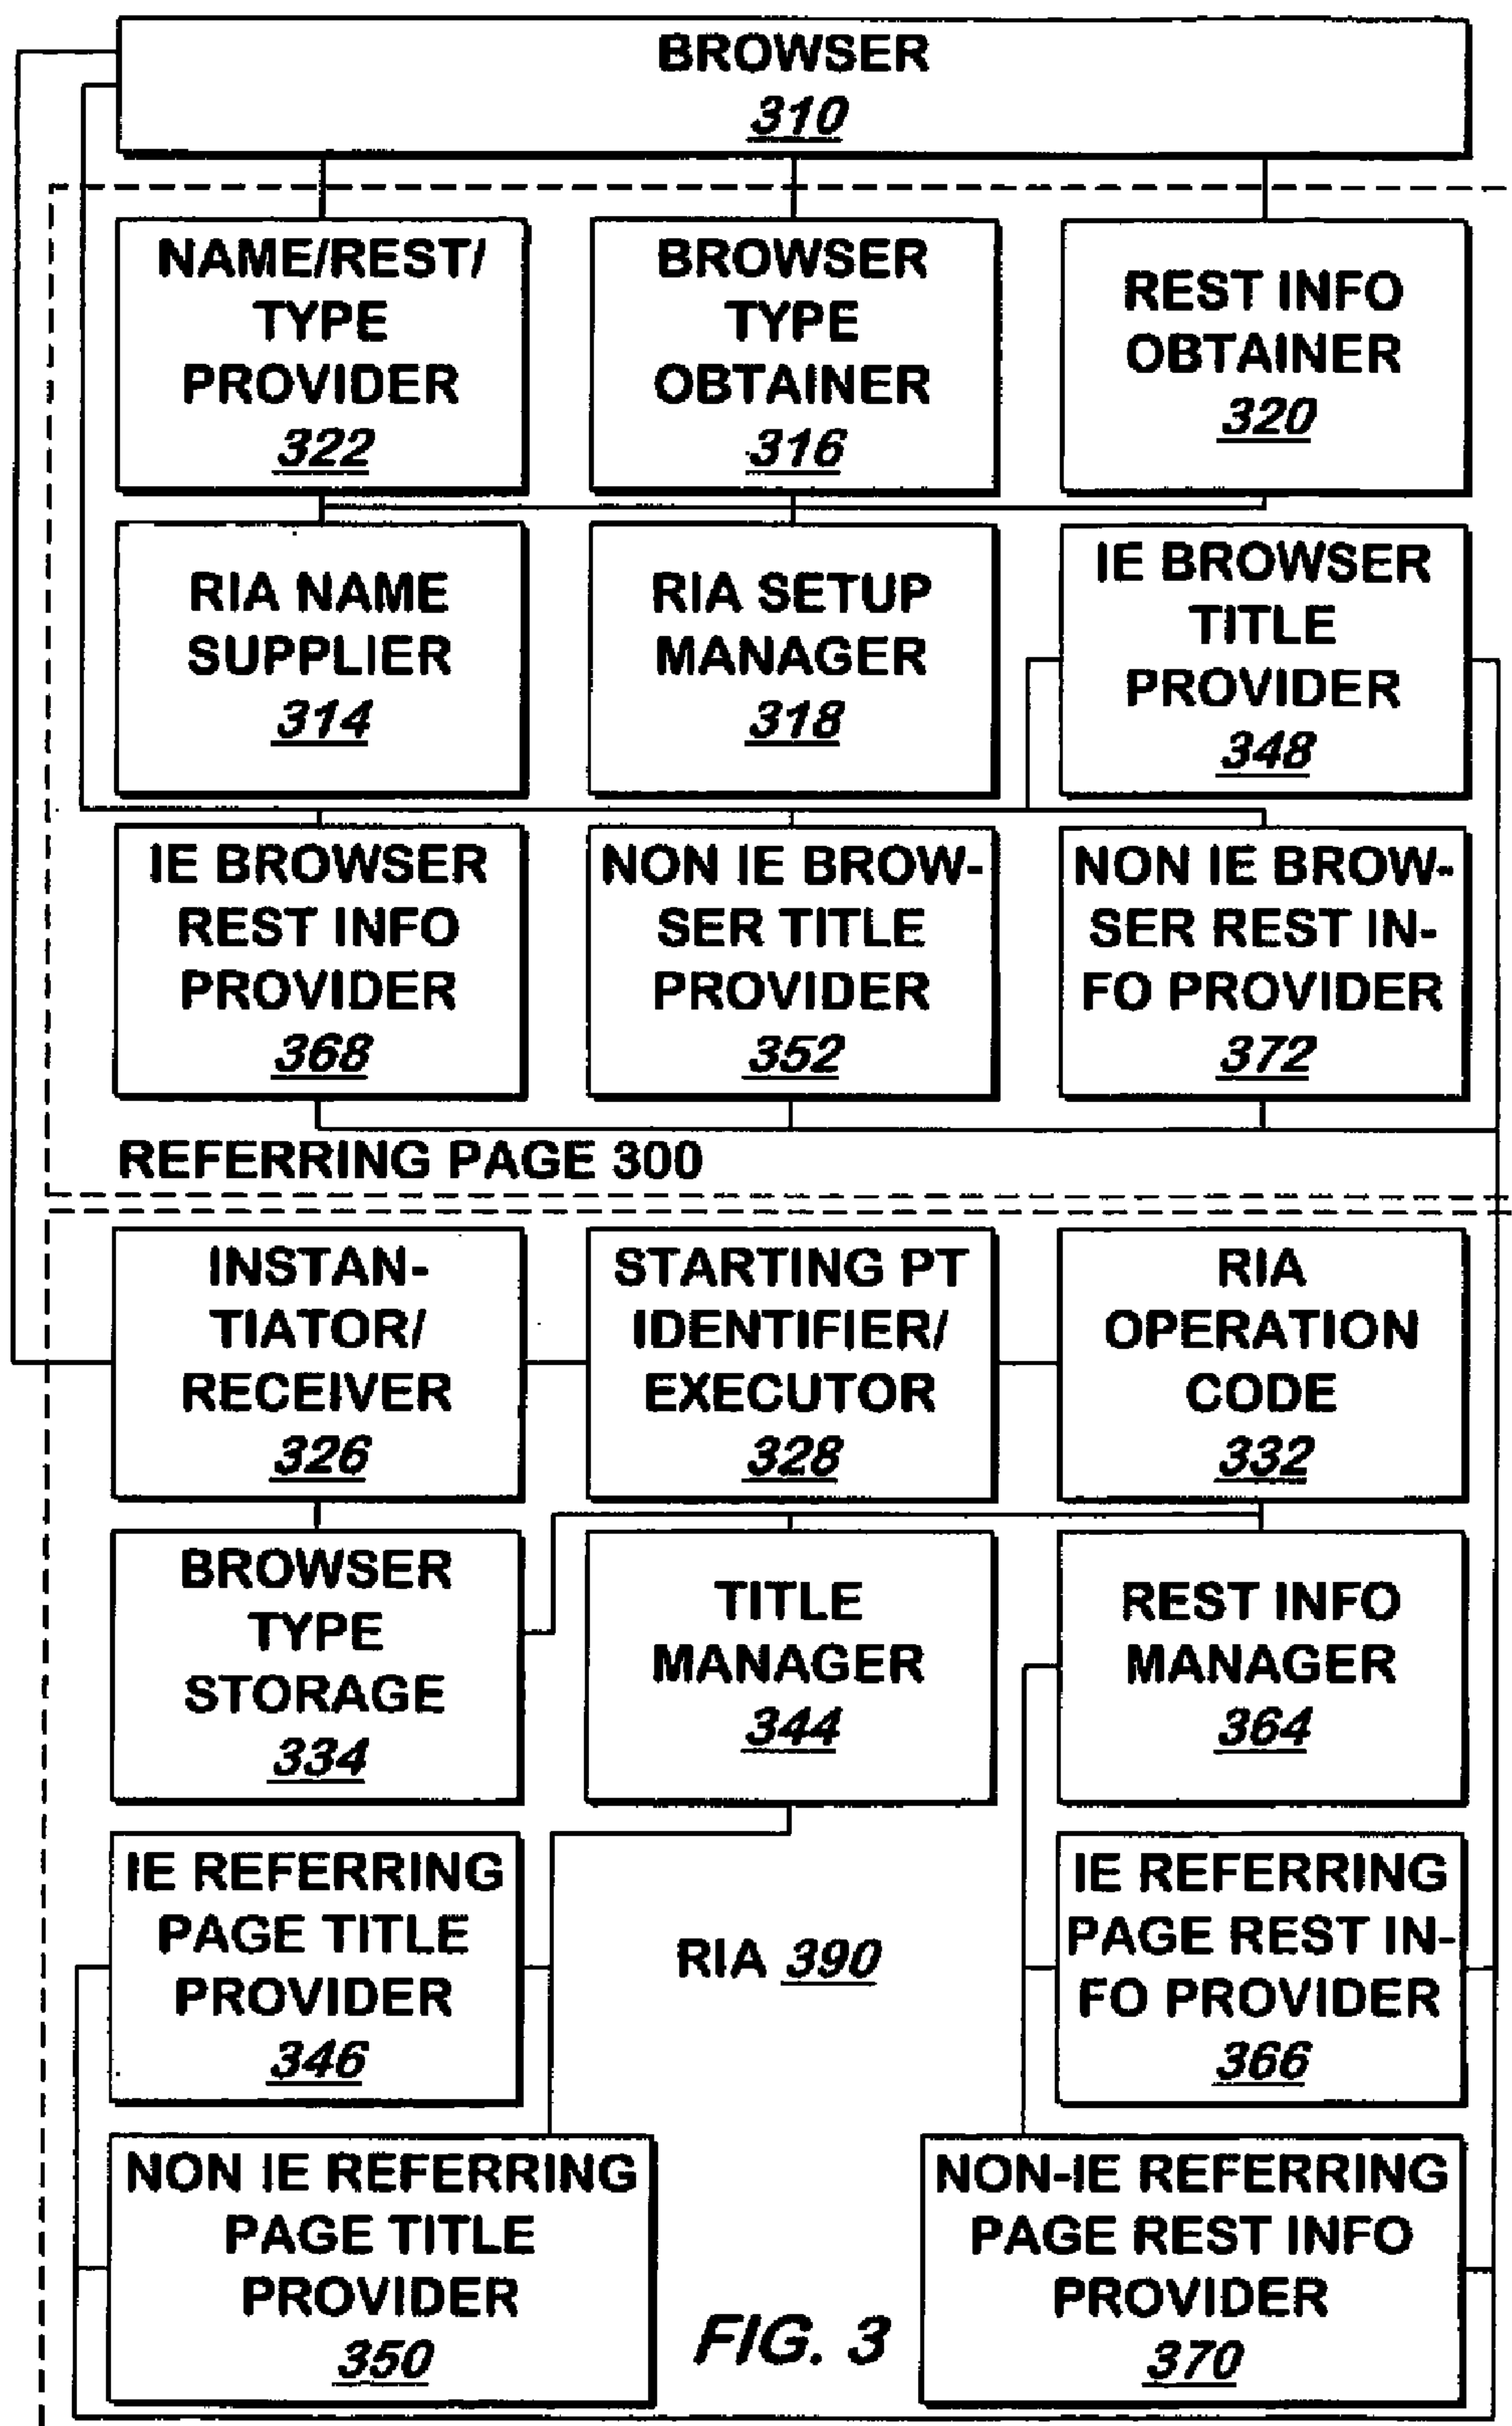 BROWSER
310
NAME/REST/
TYPE
PROVIDER
322
BROWSER
TYPE
OBTAINER
316
REST INFO
OBTAINER
320
RIA NAME
SUPPLIER
314
RIA SETUP
MANAGER
318
IE BROWSER
TITLE
PROVIDER
348
IE BROWSER
REST INFO
PROVIDER
368
NON IE BROW-
SER TITLE
PROVIDER
352
NON IE BROW-
SER REST IN-
FO PROVIDER
372
REFERRING PAGE 300
INSTAN-
TIATOR/
RECEIVER
326
STARTING PT
IDENTIFIER/
EXECUTOR
328
RIA
OPERATION
CODE
332
BROWSER
TYPE
STORAGE
334
TITLE
MANAGER
344
REST INFO
MANAGER
364
IE REFERRING
PAGE TITLE
PROVIDER
346
RIA 390
IE REFERRING
PAGE REST IN-
FO PROVIDER
366
NON IE REFERRING
PAGE TITLE
PROVIDER
350
NON-IE REFERRING
PAGE REST INFO
PROVIDER
370
FIG. 3